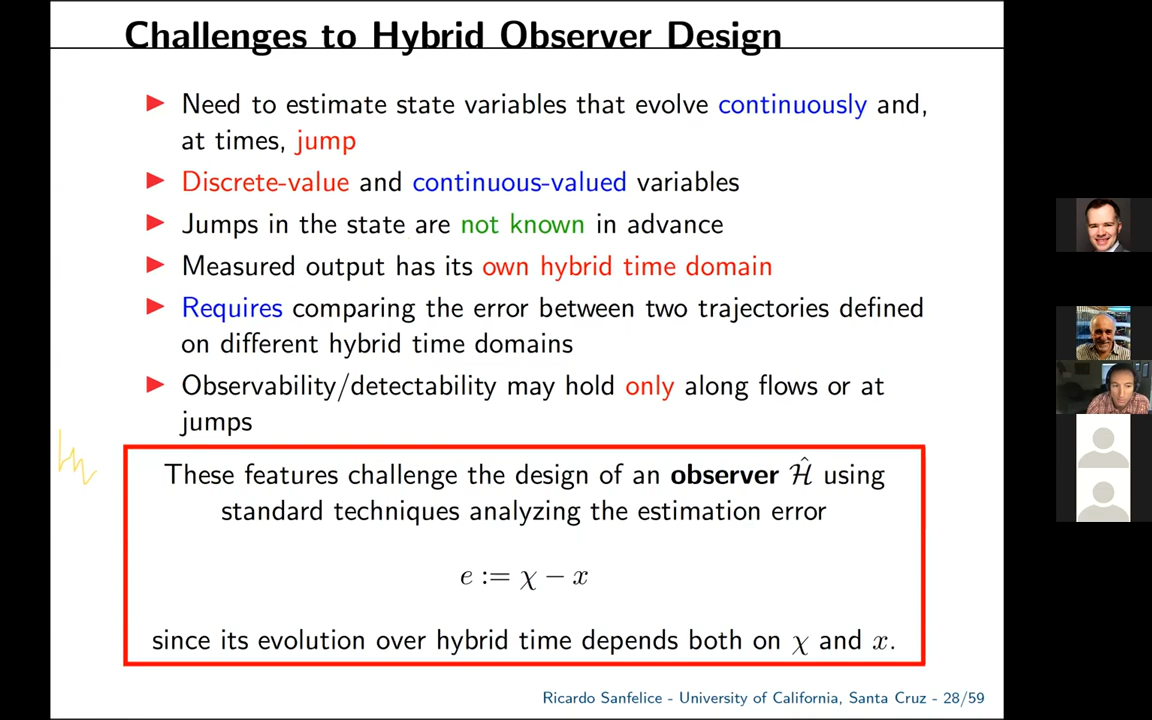 Challenges to Hybrid Observer Design
Need to estimate state variables that evolve continuously and,
at times, jump
Discrete-value and continuous-valued variables
Jumps in the state are not known in advance
Measured output has its own hybrid time domain
Requires comparing the error between two trajectories defined
on different hybrid time domains
Observability/detectability may hold only along flows or at
jumps
These features challenge the design of an observer Ĥ using
standard techniques analyzing the estimation error
e := χ − x
since its evolution over hybrid time depends both on χ and x.
Ricardo Sanfelice - University of California, Santa Cruz - 28/59